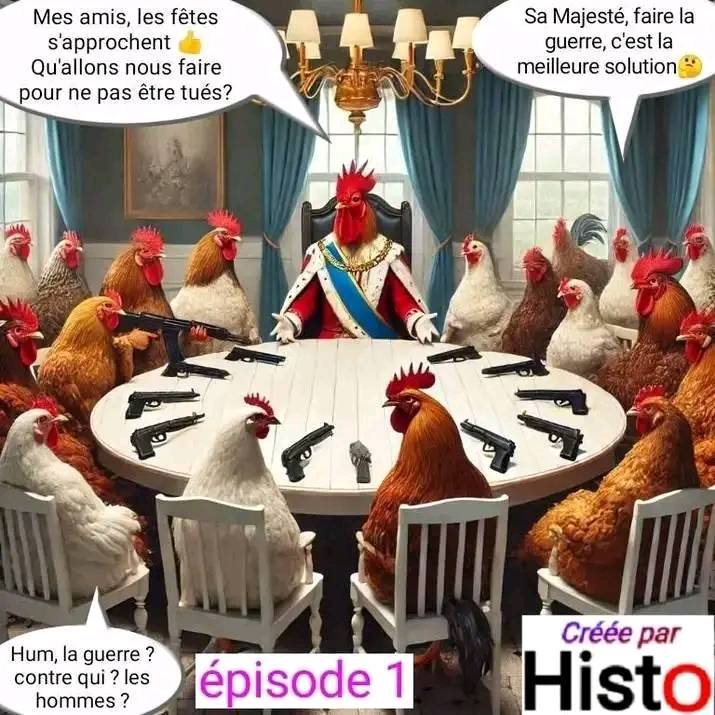 Mes amis, les fêtes
s'approchent 👍
Qu'allons nous faire
pour ne pas être tués?
Sa Majesté, faire la
guerre, c'est la
meilleure solution🤔
Hum, la guerre ?
contre qui ? les
hommes ?
épisode 1
Créée par
Histo